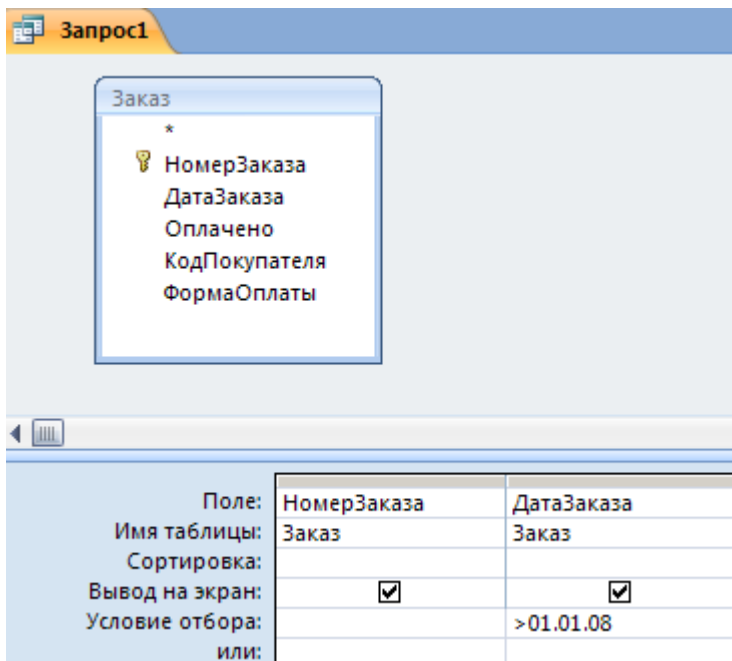 Запрос1
Заказ
*
НомерЗаказа
ДатаЗаказа
Оплачено
КодПокупателя
ФормаОплаты
Поле: НомерЗаказа ДатаЗаказа
Имя таблицы: Заказ Заказ
Сортировка:
Вывод на экран:
Условие отбора: >01.01.08
или: